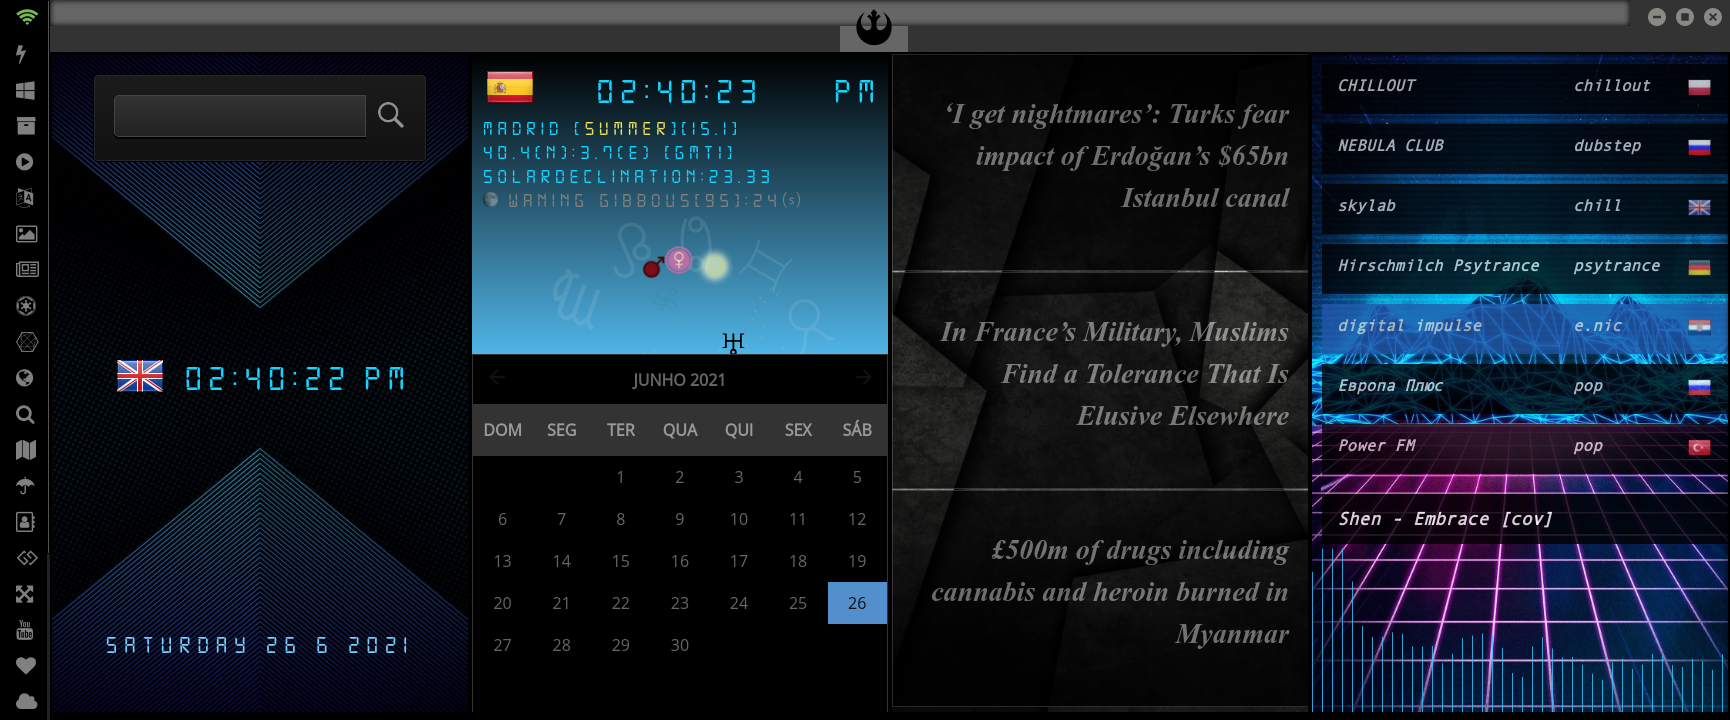 02:40:22 PM
SATURDAY 26 6 2021
02:40:23 PM
MADRID [SUMMER][15.1]
40.4(N):3.7(E) [GMT1]
SOLARDECLINATION:23.33
WANING GIBBOUS[95]:24(s)
JUNHO 2021
DOM SEG TER QUA QUI SEX SÁB
1 2 3 4 5
6 7 8 9 10 11 12
13 14 15 16 17 18 19
20 21 22 23 24 25 26
27 28 29 30
‘I get nightmares’: Turks fear
impact of Erdoğan’s $65bn
Istanbul canal
In France’s Military, Muslims
Find a Tolerance That Is
Elusive Elsewhere
£500m of drugs including
cannabis and heroin burned in
Myanmar
CHILLOUT chillout
NEBULA CLUB dubstep
skylab chill
Hirschmilch Psytrance psytrance
digital impulse e.nic
Европа Плюс pop
Power FM pop
Shen - Embrace [cov]
You
Tube